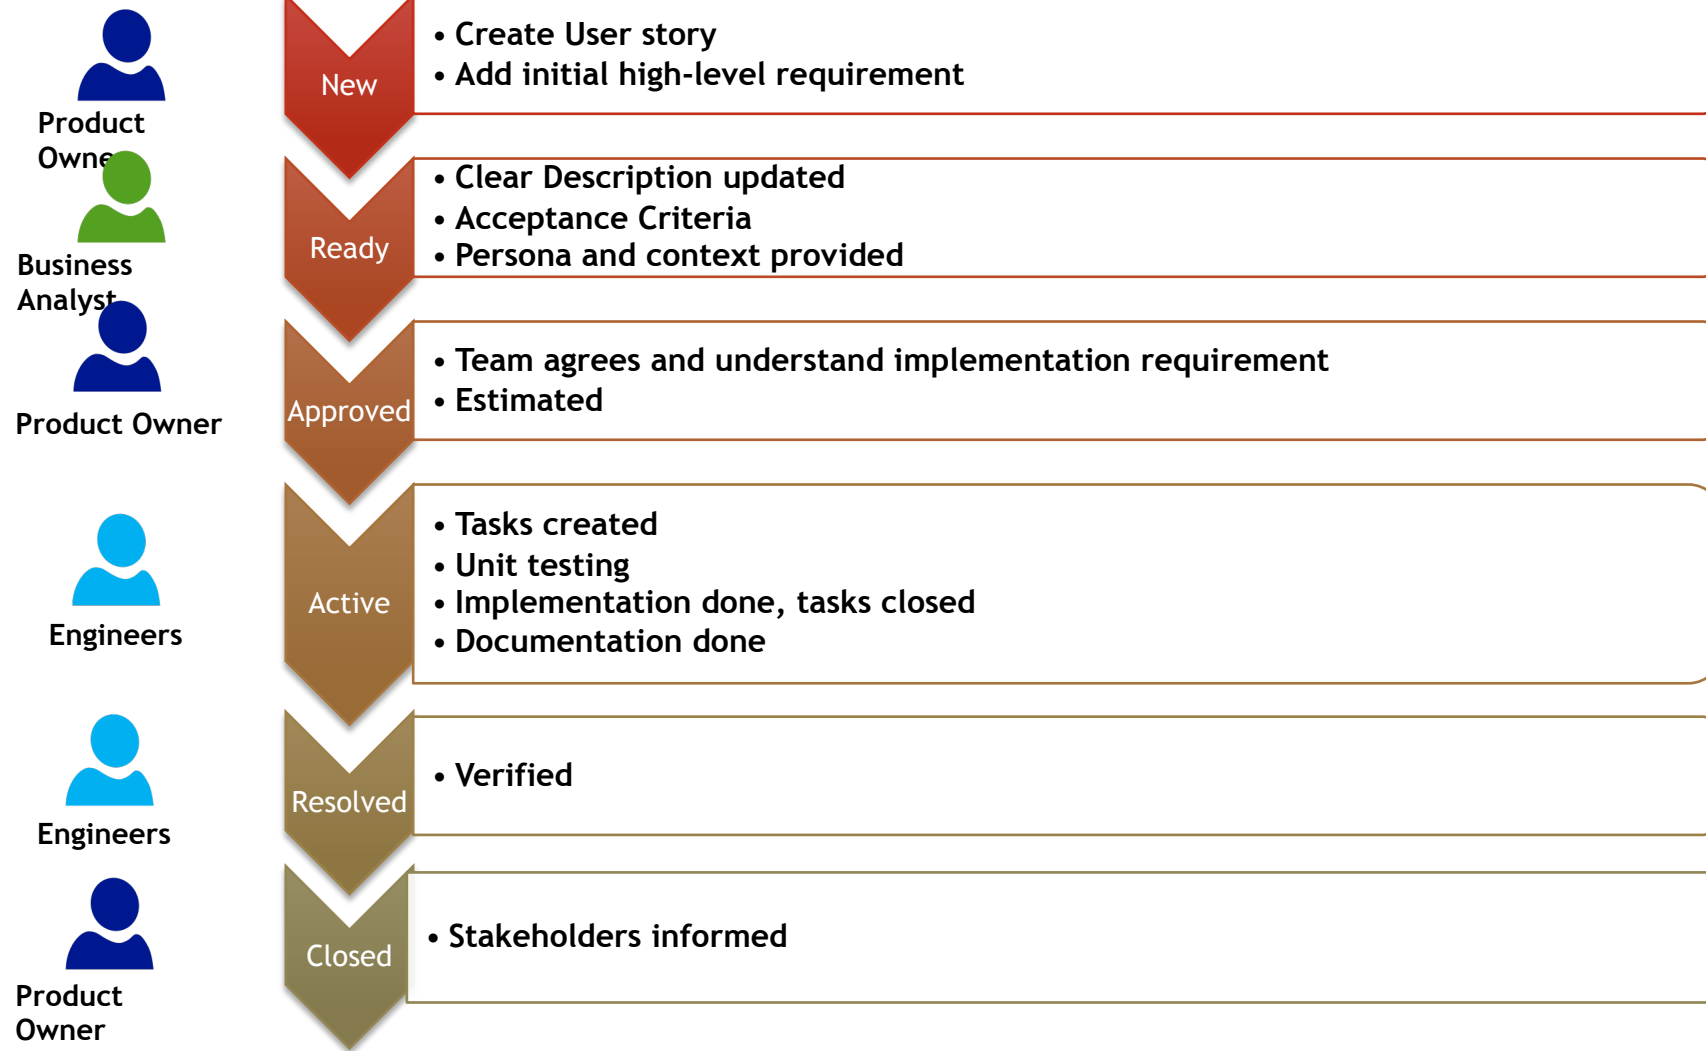 Product
Owne
New
• Create User story
• Add initial high-level requirement
Business
Analyst
Ready
• Clear Description updated
• Acceptance Criteria
• Persona and context provided
Product Owner
Approved
• Team agrees and understand implementation requirement
• Estimated
Engineers
Active
• Tasks created
• Unit testing
• Implementation done, tasks closed
• Documentation done
Engineers
Resolved
• Verified
Product
Owner
Closed
• Stakeholders informed